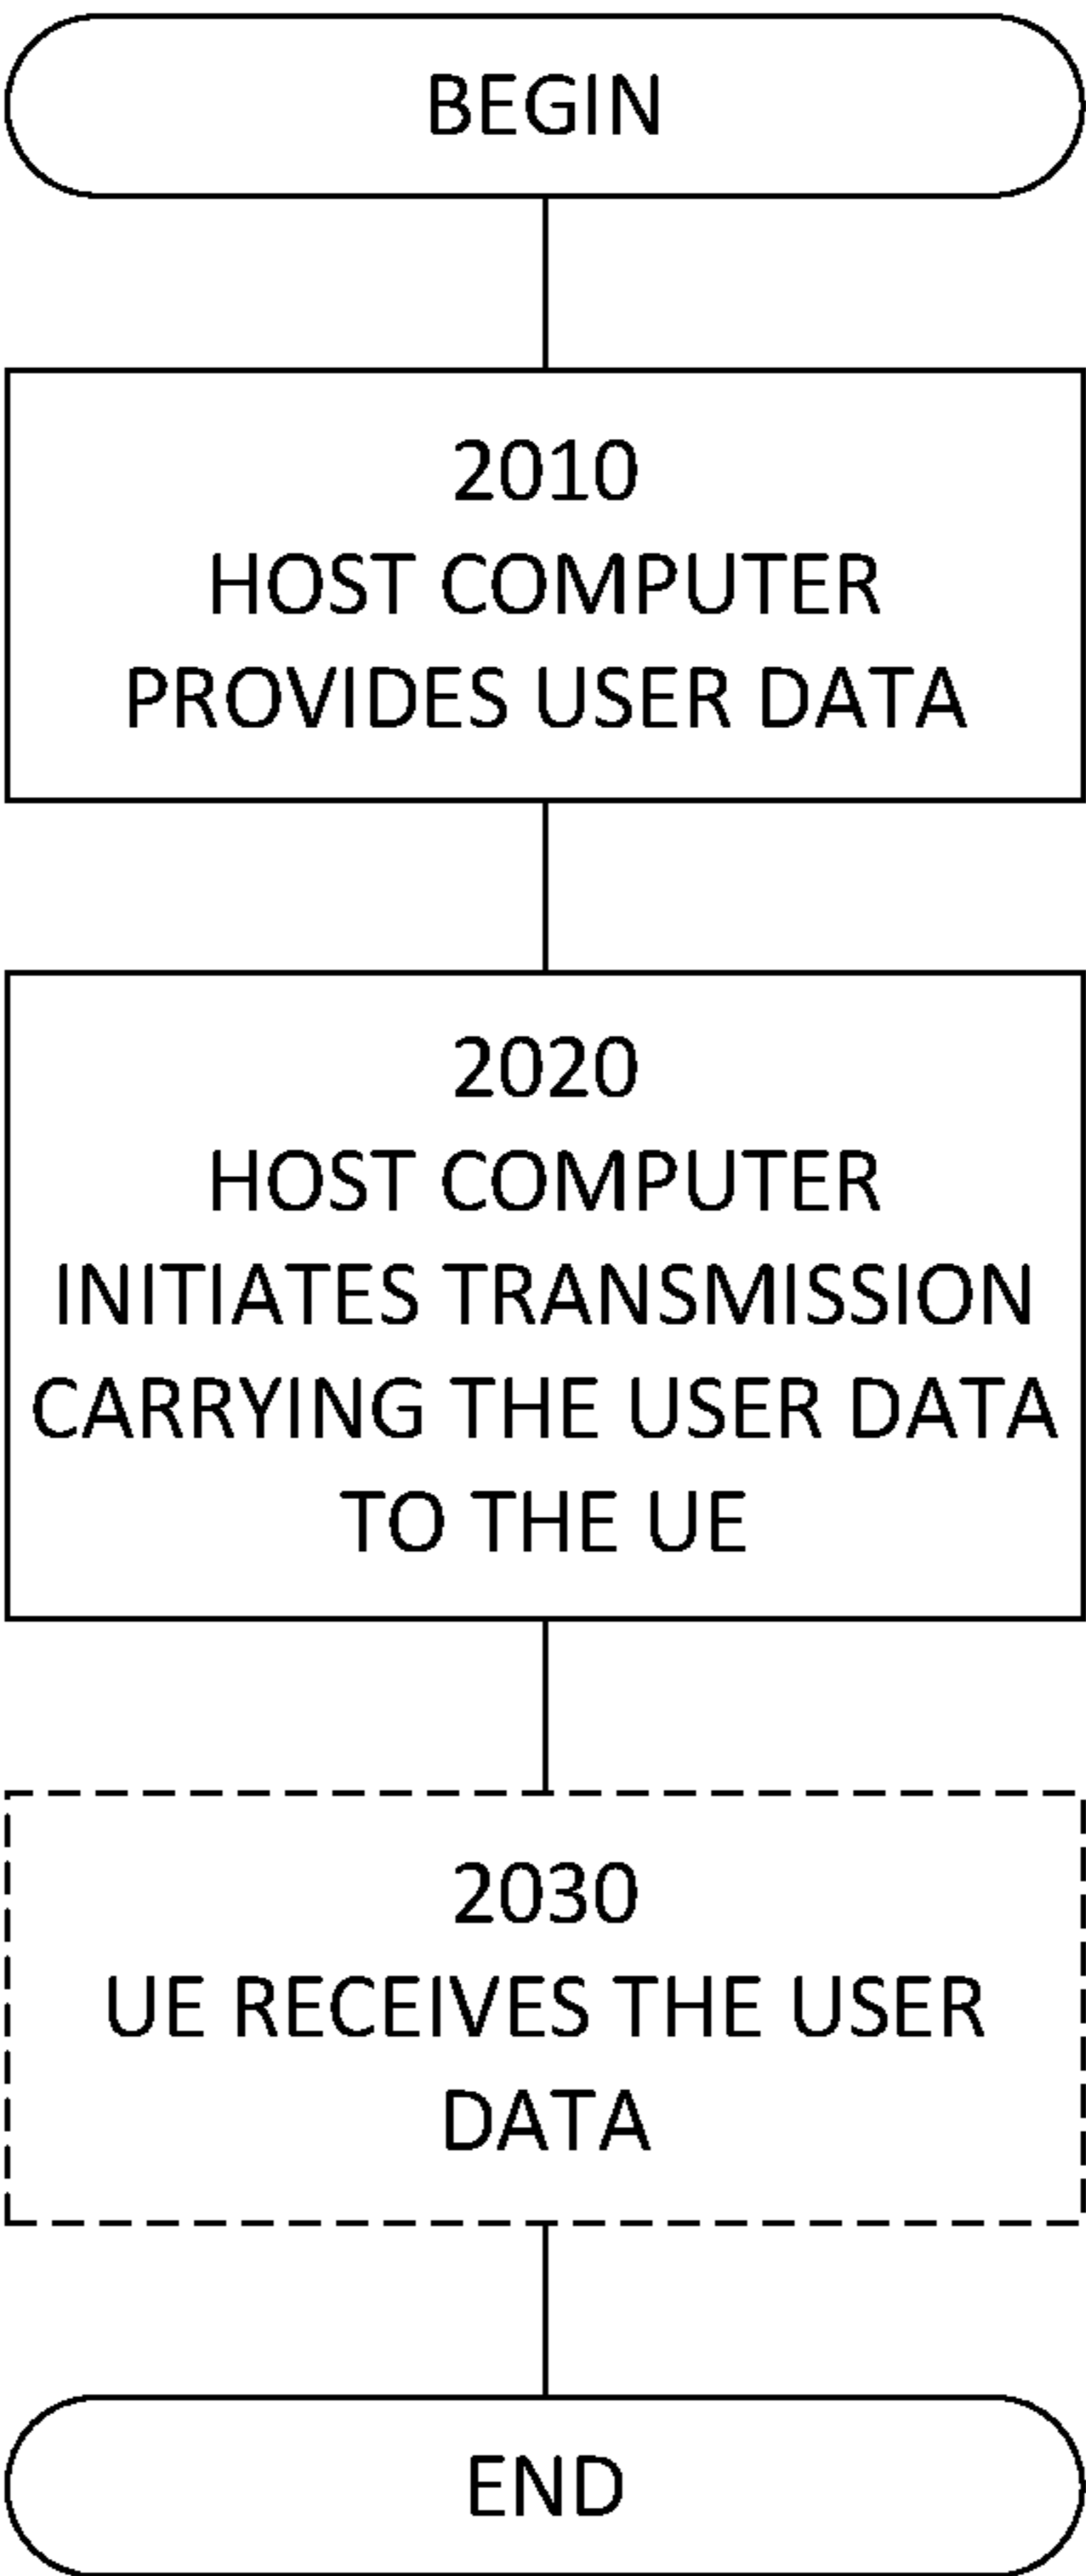 BEGIN
2010
HOST COMPUTER
PROVIDES USER DATA
2020
HOST COMPUTER
INITIATES TRANSMISSION
CARRYING THE USER DATA
TO THE UE
2030
UE RECEIVES THE USER
DATA
END